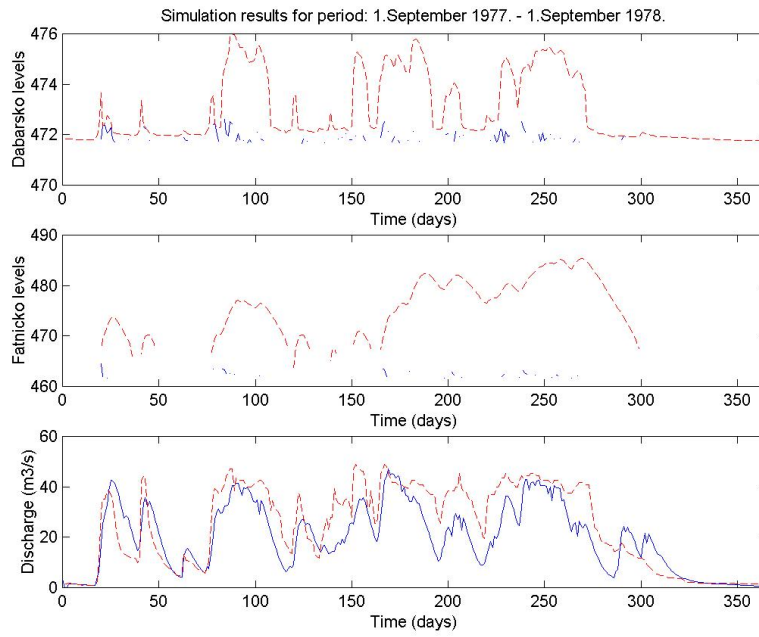 Simulation results for period: 1.September 1977. - 1.September 1978.
Dabarsko levels
476
474
472
470
0 50 100 150 200 250 300 350
Time (days)
Fatnicko levels
490
480
470
460
0 50 100 150 200 250 300 350
Time (days)
Discharge (m3/s)
60
40
20
0
0 50 100 150 200 250 300 350
Time (days)